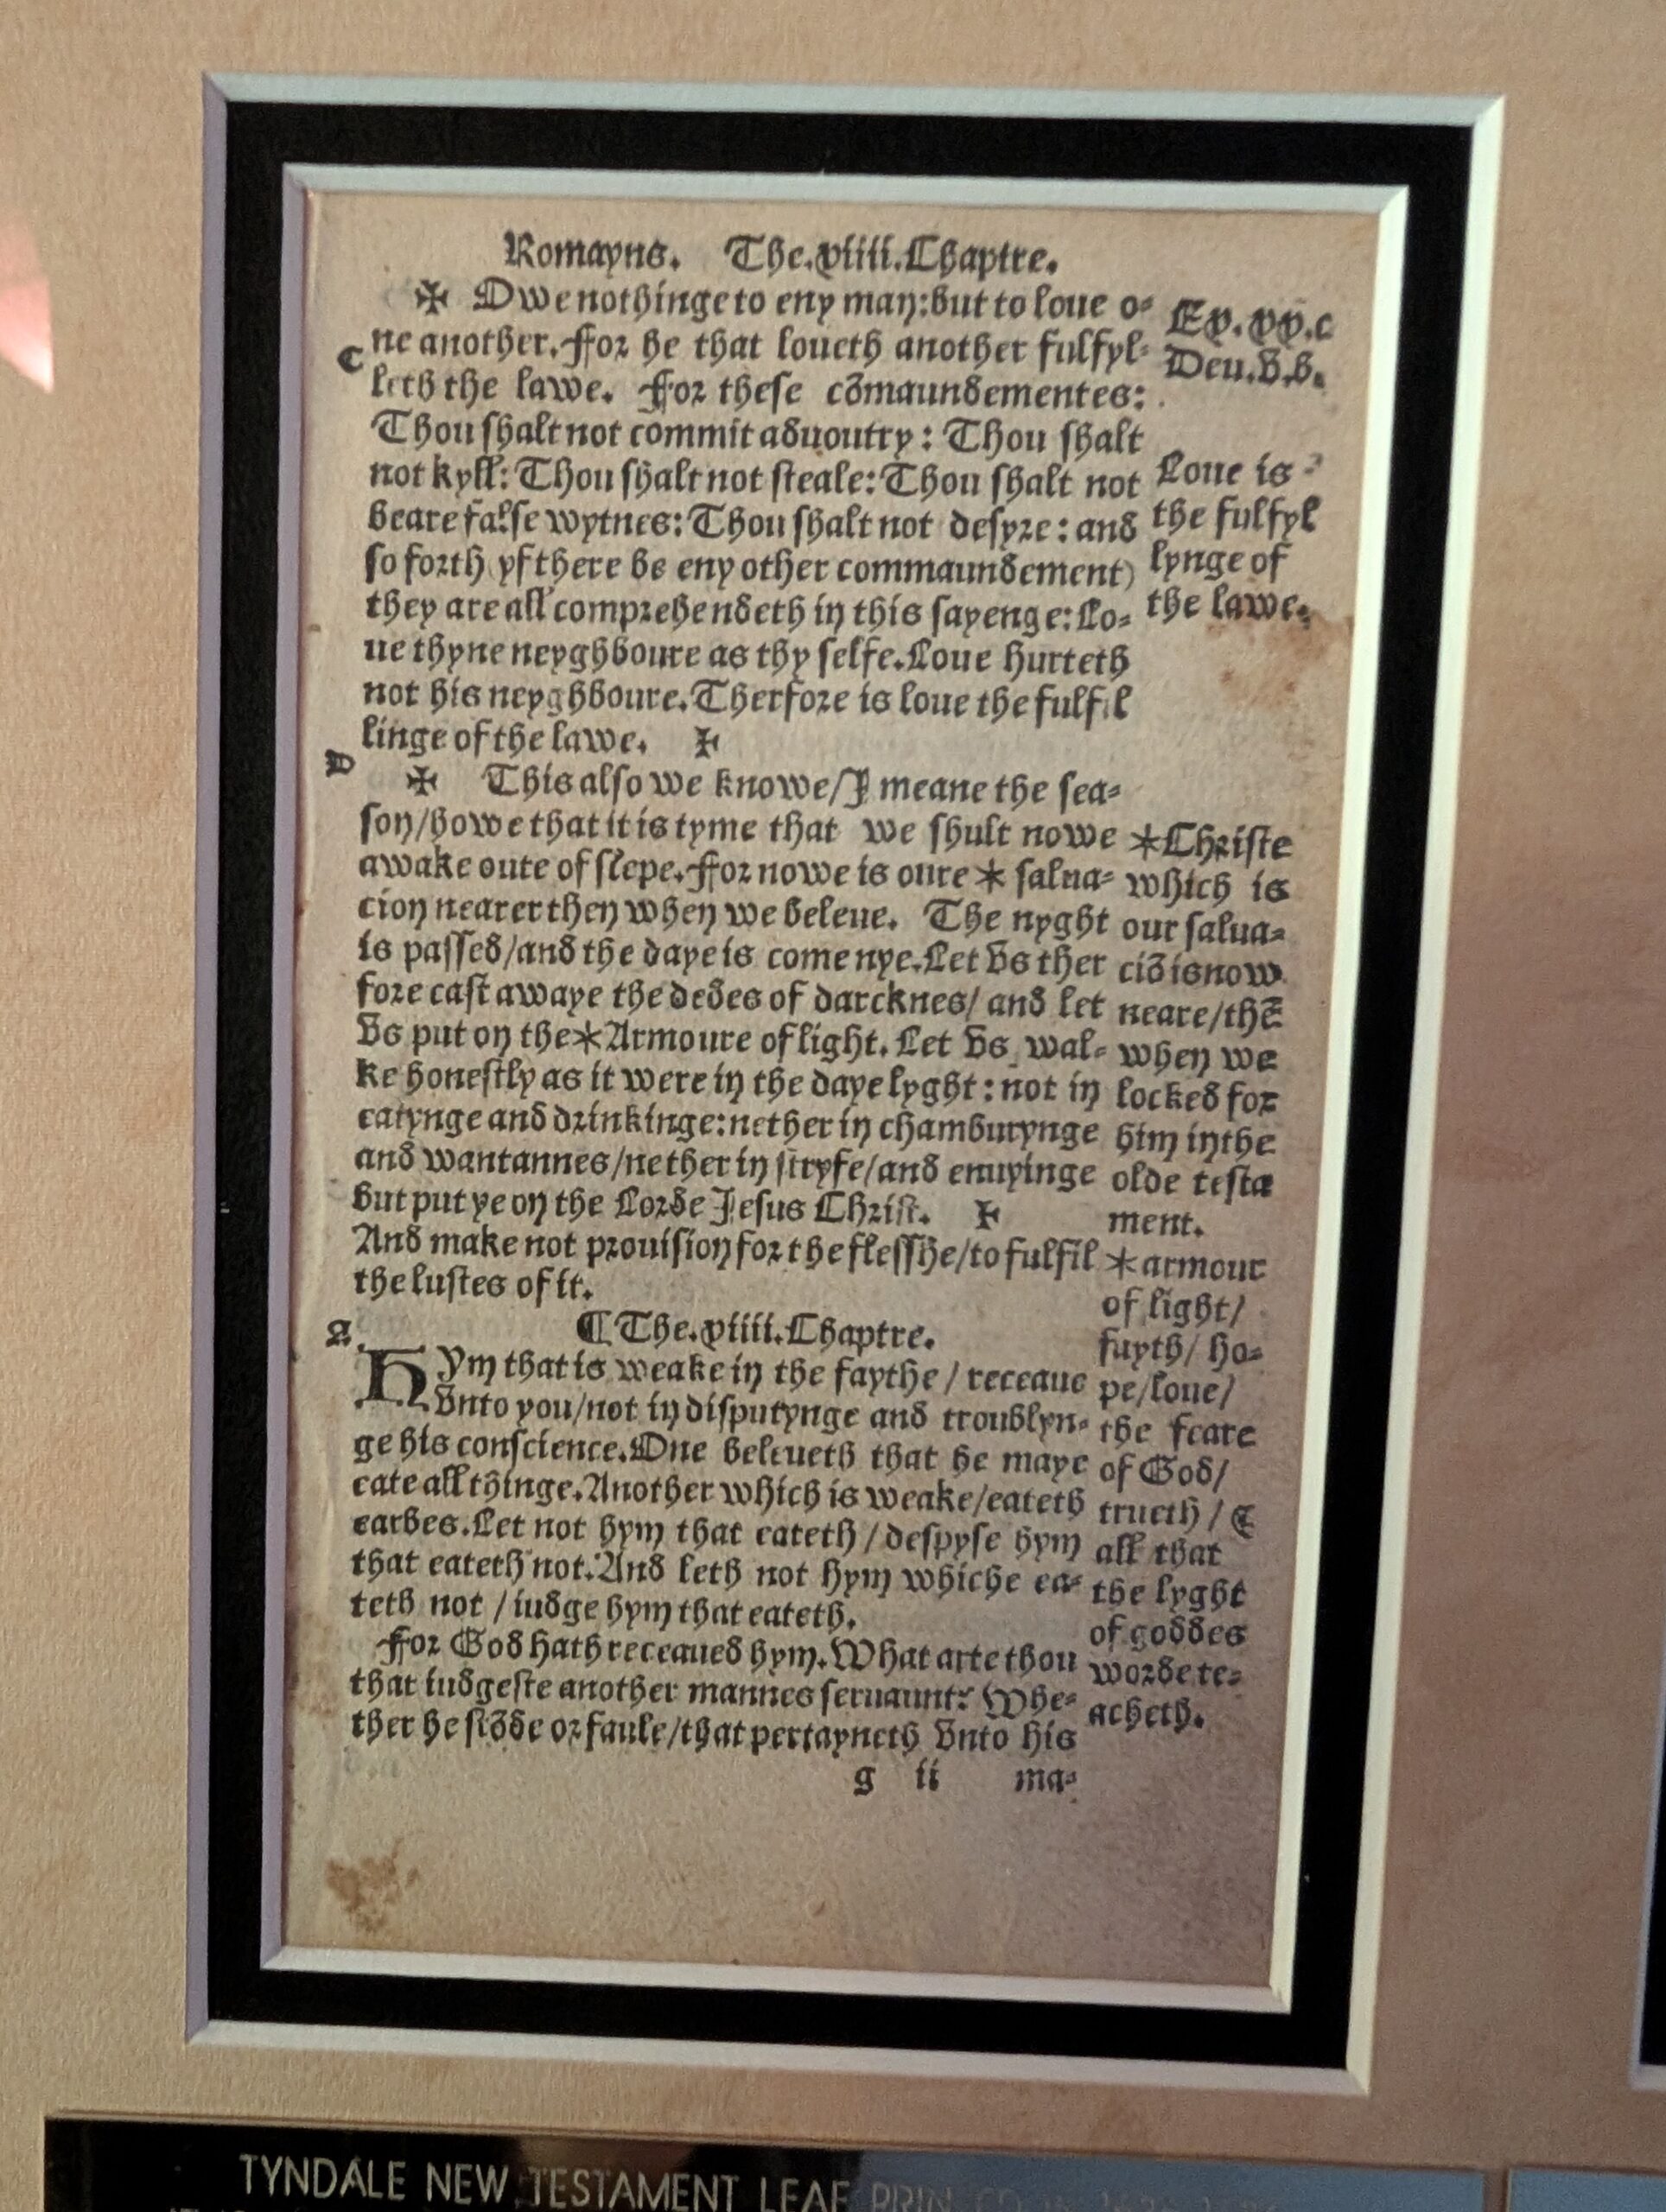 Romayns. The.xiiii.Chaptre.
✠ Owe nothinge to eny man: but to loue o⸗
ne another. For he that loueth another fulfyl⸗
leth the lawe. For these cõmaundementes:
Thou shalt not commit aduoutry: Thou shalt
not kyll: Thou shalt not steale: Thou shalt not
beare false wytnes: Thou shalt not desyre: and
so forth (yf there be eny other commaundement)
they are all comprehendeth in this sayenge: Lo⸗
ue thyne neyghboure as thy selfe. Loue hurteth
not his neyghboure. Therfore is loue the fulfil
linge of the lawe. ⹋
✠ This also we knowe/ I meane the sea⸗
son/ howe that it is tyme that we shult nowe
awake oute of slepe. For nowe is oure * salua⸗
cion nearer then when we beleue. The nyght
is passed/ and the daye is come nye. Let vs ther
fore cast awaye the dedes of darcknes/ and let
vs put on the * Armoure of light. Let vs wal⸗
ke honestly as it were in the daye lyght: not in
eatynge and drinkinge: nether in chamburynge
and wantannes/ nether in stryfe/ and enuyinge
but put ye on the Lorde Jesus Christ. ⹋
And make not prouision for the flesshe/ to fulfil
the lustes of it.
¶ The.xiiii.Chaptre.
HYm that is weake in the faythe/ receaue
vnto you/ not in disputynge and troublyn⸗
ge his conscience. One beleueth that he maye
eate all thinge. Another which is weake/ eateth
earbes. Let not hym that eateth/ despyse hym
that eateth not. And leth not hym whiche ea⸗
teth not/ iudge hym that eateth.
For God hath receaued hym. What arte thou
that iudgeste another mannes seruaunt? Whe⸗
ther he stõde or faule/ that pertayneth vnto his
g ii ma⸗
C
D
A.
Ex.xx.c
Deu.v.b.
Loue is
the fulfyl
lynge of
the lawe.
*Christe
which is
our salua⸗
ciõ is now
neare/ thẽ
when we
locked for
him in the
olde testa
ment.
*armour
of light/
fayth/ ho⸗
pe/ loue/
the feare
of God/
trueth/ &
all that
the lyght
of goddes
worde te⸗
acheth.
TYNDALE NEW TESTAMENT LEAF